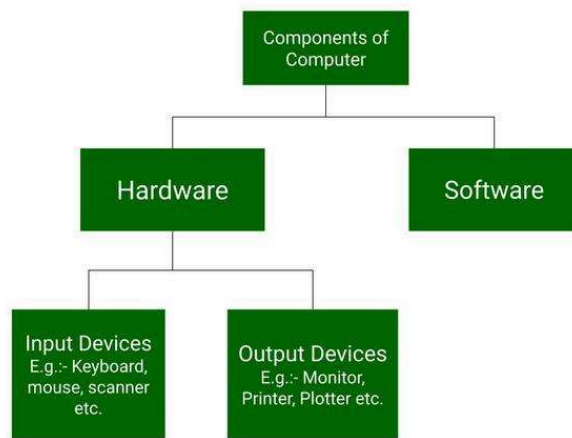 Components of
Computer
Hardware
Software
Input Devices
E.g.:- Keyboard,
mouse, scanner
etc.
Output Devices
E.g.:- Monitor,
Printer, Plotter etc.